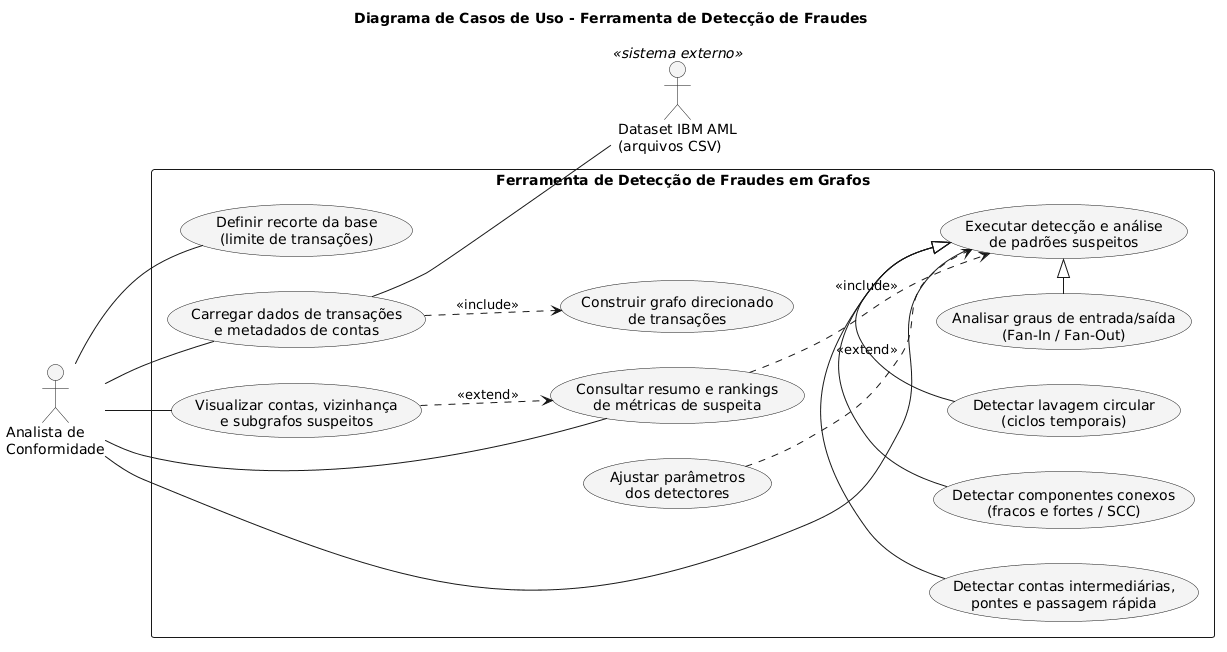 Diagrama de Casos de Uso - Ferramenta de Detecção de Fraudes
«sistema externo»
Dataset IBM AML
(arquivos CSV)
Ferramenta de Detecção de Fraudes em Grafos
Definir recorte da base
(limite de transações)
Executar detecção e análise
de padrões suspeitos
Carregar dados de transações
e metadados de contas
«include»
Construir grafo direcionado
de transações
«include»
Analisar graus de entrada/saída
(Fan-In / Fan-Out)
«extend»
Analista de
Conformidade
Visualizar contas, vizinhança
e subgrafos suspeitos
«extend»
Consultar resumo e rankings
de métricas de suspeita
Detectar lavagem circular
(ciclos temporais)
Ajustar parâmetros
dos detectores
Detectar componentes conexos
(fracos e fortes / SCC)
Detectar contas intermediárias,
pontes e passagem rápida